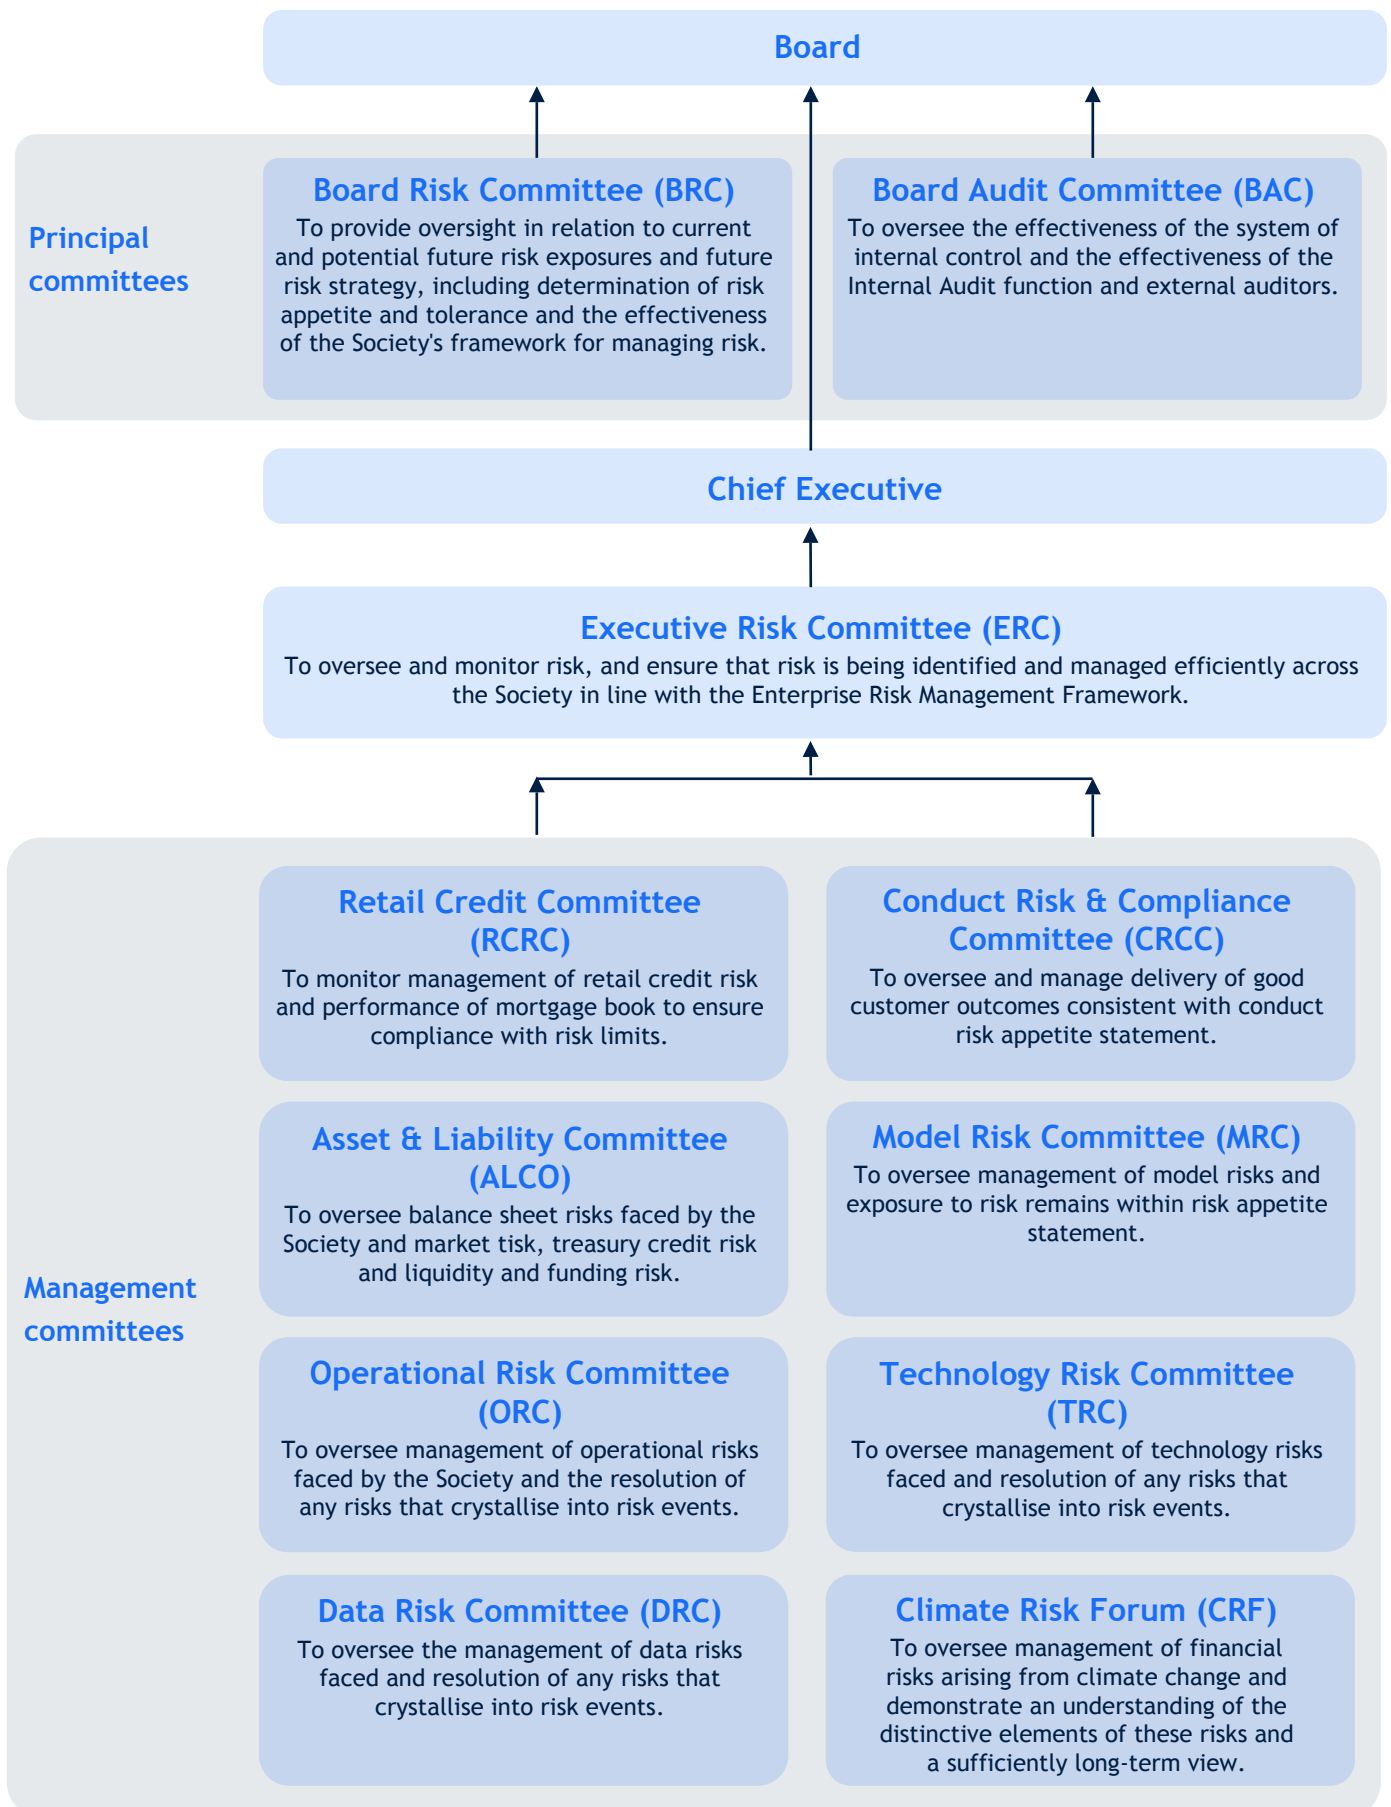 Board
Principal
committees
Board Risk Committee (BRC)
To provide oversight in relation to current
and potential future risk exposures and future
risk strategy, including determination of risk
appetite and tolerance and the effectiveness
of the Society's framework for managing risk.
Board Audit Committee (BAC)
To oversee the effectiveness of the system of
internal control and the effectiveness of the
Internal Audit function and external auditors.
Chief Executive
Executive Risk Committee (ERC)
To oversee and monitor risk, and ensure that risk is being identified and managed efficiently across
the Society in line with the Enterprise Risk Management Framework.
Management
committees
Retail Credit Committee
(RCRC)
To monitor management of retail credit risk
and performance of mortgage book to ensure
compliance with risk limits.
Conduct Risk & Compliance
Committee (CRCC)
To oversee and manage delivery of good
customer outcomes consistent with conduct
risk appetite statement.
Asset & Liability Committee
(ALCO)
To oversee balance sheet risks faced by the
Society and market tisk, treasury credit risk
and liquidity and funding risk.
Model Risk Committee (MRC)
To oversee management of model risks and
exposure to risk remains within risk appetite
statement.
Operational Risk Committee
(ORC)
To oversee management of operational risks
faced by the Society and the resolution of
any risks that crystallise into risk events.
Technology Risk Committee
(TRC)
To oversee management of technology risks
faced and resolution of any risks that
crystallise into risk events.
Data Risk Committee (DRC)
To oversee the management of data risks
faced and resolution of any risks that
crystallise into risk events.
Climate Risk Forum (CRF)
To oversee management of financial
risks arising from climate change and
demonstrate an understanding of the
distinctive elements of these risks and
a sufficiently long-term view.